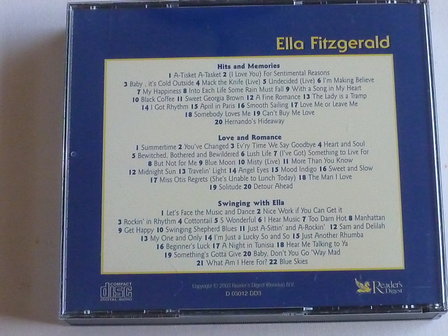 Ella Fitzgerald
Hits and Memories
1 A-Tisket A-Tasket 2 (I Love You) For Sentimental Reasons
3 Baby , it's Cold Outside 4 Mack the Knife (Live) 5 Undecided (Live) 6 I'm Making Believe
7 My Happiness 8 Into Each Life Some Rain Must Fall 9 With a Song in My Heart
10 Black Coffee 11 Sweet Georgia Brown 12 A Fine Romance 13 The Lady is a Tramp
14 I Got Rhythm 15 April in Paris 16 Smooth Sailing 17 Love Me or Leave Me
18 Somebody Loves Me 19 Can't Buy Me Love
20 Hernando's Hideaway
Love and Romance
1 Summertime 2 You've Changed 3 Ev'ry Time We Say Goodbye 4 Heart and Soul
5 Bewitched, Bothered and Bewildered 6 Lush Life 7 (I've Got) Something to Live For
8 But Not For Me 9 Blue Moon 10 Misty (Live) 11 More Than You Know
12 Midnight Sun 13 Travelin' Light 14 Angel Eyes 15 Mood Indigo 16 Sweet and Slow
17 Miss Otis Regrets (She's Unable to Lunch Today) 18 The Man I Love
19 Solitude 20 Detour Ahead
Swinging with Ella
1 Let's Face the Music and Dance 2 Nice Work if You Can Get it
3 Rockin' in Rhythm 4 Cottontail 5 S Wonderful 6 I Hear Music 7 Too Darn Hot 8 Manhattan
9 Get Happy 10 Swinging Shepherd Blues 11 Just A-Sittin' and A-Rockin' 12 Sam and Delilah
13 My One and Only 14 I'm Just a Lucky So and So 15 Just Another Rhumba
16 Beginner's Luck 17 A Night in Tunisia 18 Hear Me Talking to Ya
19 Something's Gotta Give 20 Baby, Don't You Go 'Way Mad
21 What Am I Here For? 22 Blue Skies
COMPACT
disc
DIGITAL AUDIO
Copyright © 2003 Reader's Digest
D 03012 DD3
Reader's
Digest